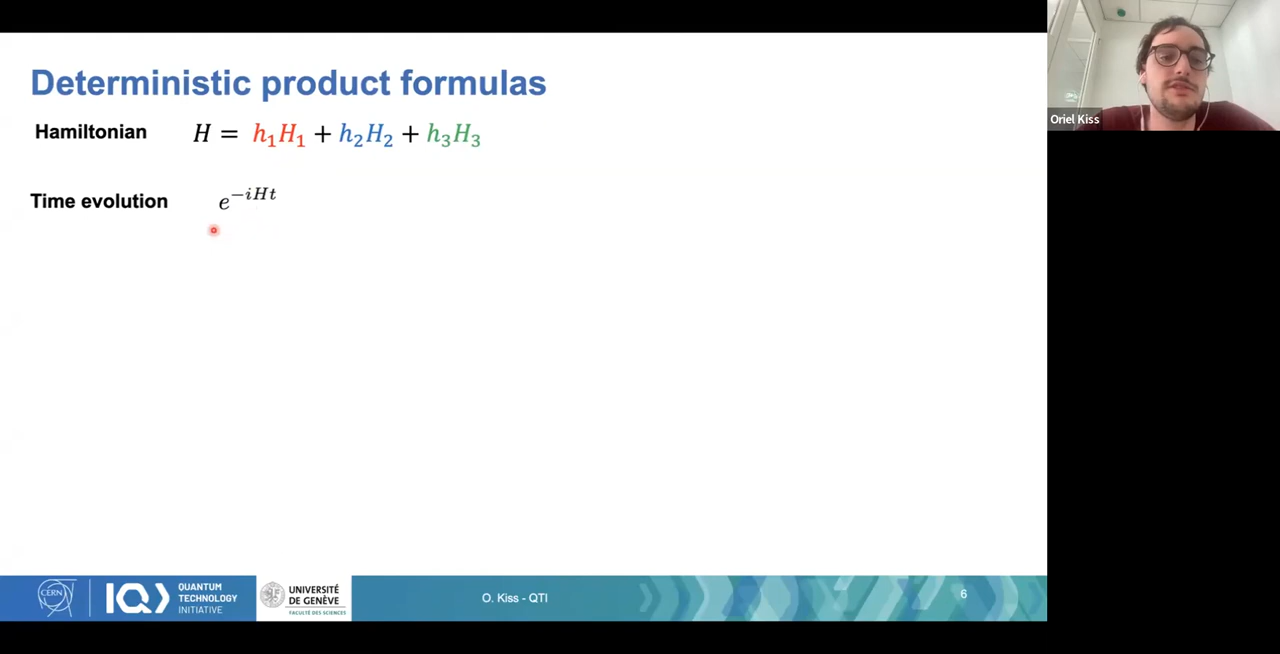 Deterministic product formulas
Hamiltonian H = h₁H₁ + h₂H₂ + h₃H₃
Time evolution e^{-iHt}
Oriel Kiss
CERN
QUANTUM
TECHNOLOGY
INITIATIVE
UNIVERSITÉ
DE GENÈVE
FACULTÉ DES SCIENCES
O. Kiss - QTI
6